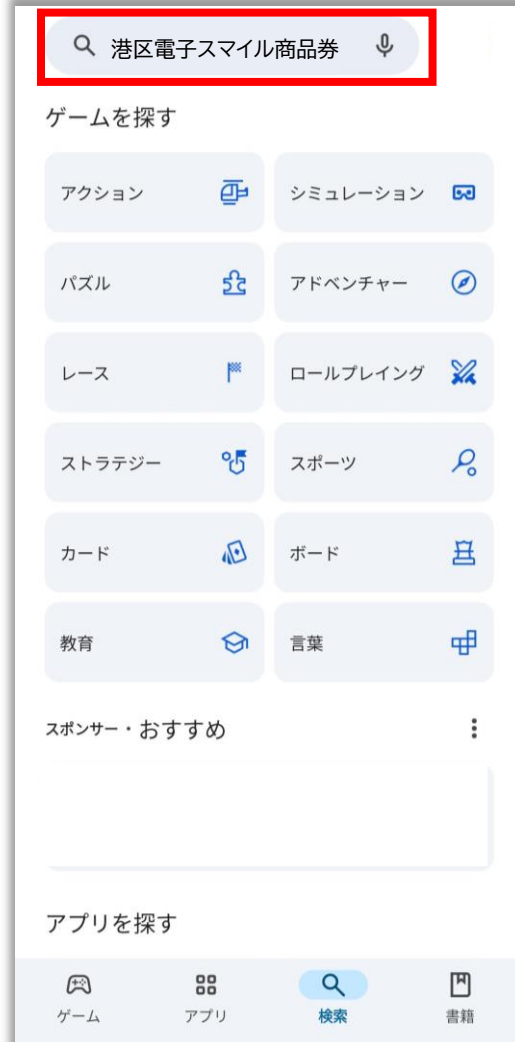 港区電子スマイル商品券
ゲームを探す
アクション
シミュレーション
パズル
アドベンチャー
レース
ロールプレイング
ストラテジー
スポーツ
カード
ボード
教育
言葉
スポンサー・おすすめ
アプリを探す
ゲーム
アプリ
検索
書籍